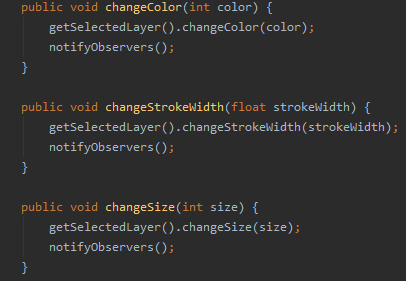 public void changeColor(int color) {
    getSelectedLayer().changeColor(color);
    notifyObservers();
}
public void changeStrokeWidth(float strokeWidth) {
    getSelectedLayer().changeStrokeWidth(strokeWidth);
    notifyObservers();
}
public void changeSize(int size) {
    getSelectedLayer().changeSize(size);
    notifyObservers();
}